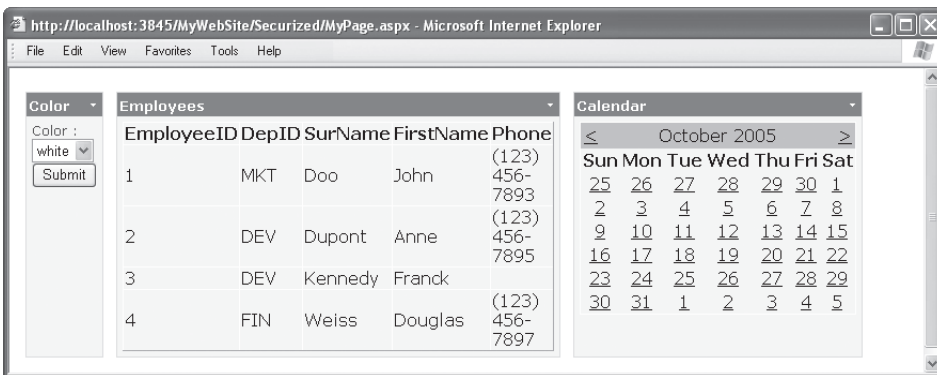 http://localhost:3845/MyWebSite/Securized/MyPage.aspx - Microsoft Internet Explorer
File Edit View Favorites Tools Help
Color
Color :
white
Submit
Employees
EmployeeID DepID SurName FirstName Phone
1 MKT Doo John (123)
456-
7893
2 DEV Dupont Anne (123)
456-
7895
3 DEV Kennedy Franck
4 FIN Weiss Douglas (123)
456-
7897
Calendar
< October 2005 >
Sun Mon Tue Wed Thu Fri Sat
25 26 27 28 29 30 1
2 3 4 5 6 7 8
9 10 11 12 13 14 15
16 17 18 19 20 21 22
23 24 25 26 27 28 29
30 31 1 2 3 4 5